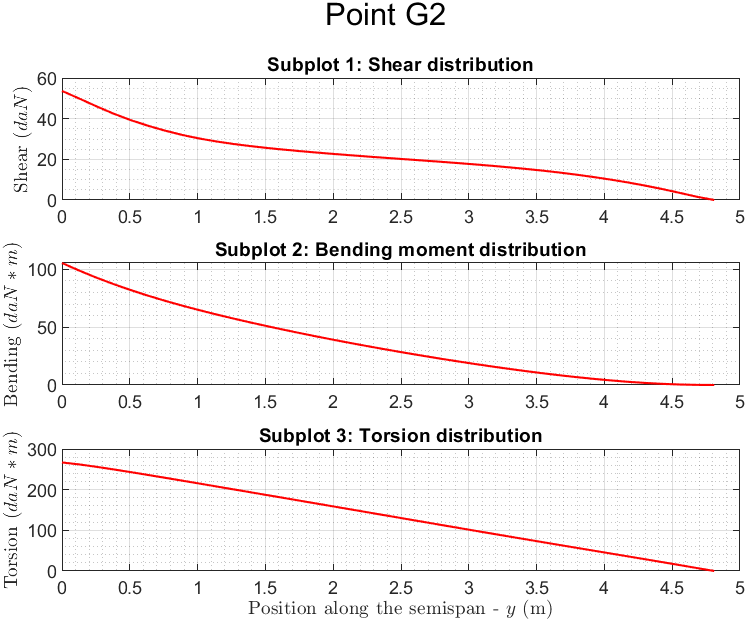 Point G2
Subplot 1: Shear distribution
Shear (daN)
60
40
20
0
0 0.5 1 1.5 2 2.5 3 3.5 4 4.5 5
Subplot 2: Bending moment distribution
Bending (daN * m)
100
50
0
0 0.5 1 1.5 2 2.5 3 3.5 4 4.5 5
Subplot 3: Torsion distribution
Torsion (daN * m)
300
200
100
0
0 0.5 1 1.5 2 2.5 3 3.5 4 4.5 5
Position along the semispan - y (m)